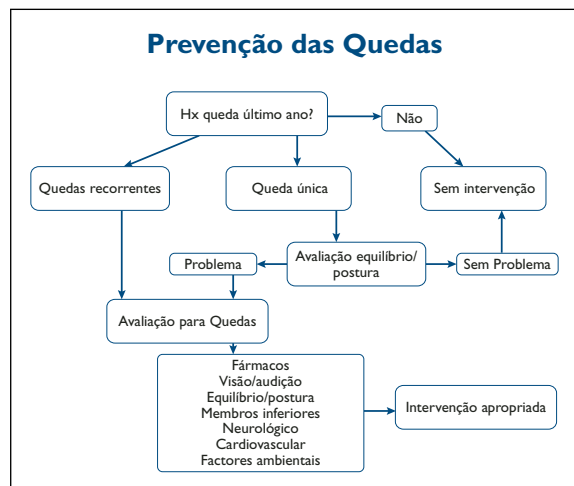 Prevenção das Quedas
Hx queda último ano?
Não
Quedas recorrentes
Queda única
Sem intervenção
Problema
Avaliação equilíbrio/
postura
Sem Problema
Avaliação para Quedas
Fármacos
Visão/audição
Equilíbrio/postura
Membros inferiores
Neurológico
Cardiovascular
Factores ambientais
Intervenção apropriada